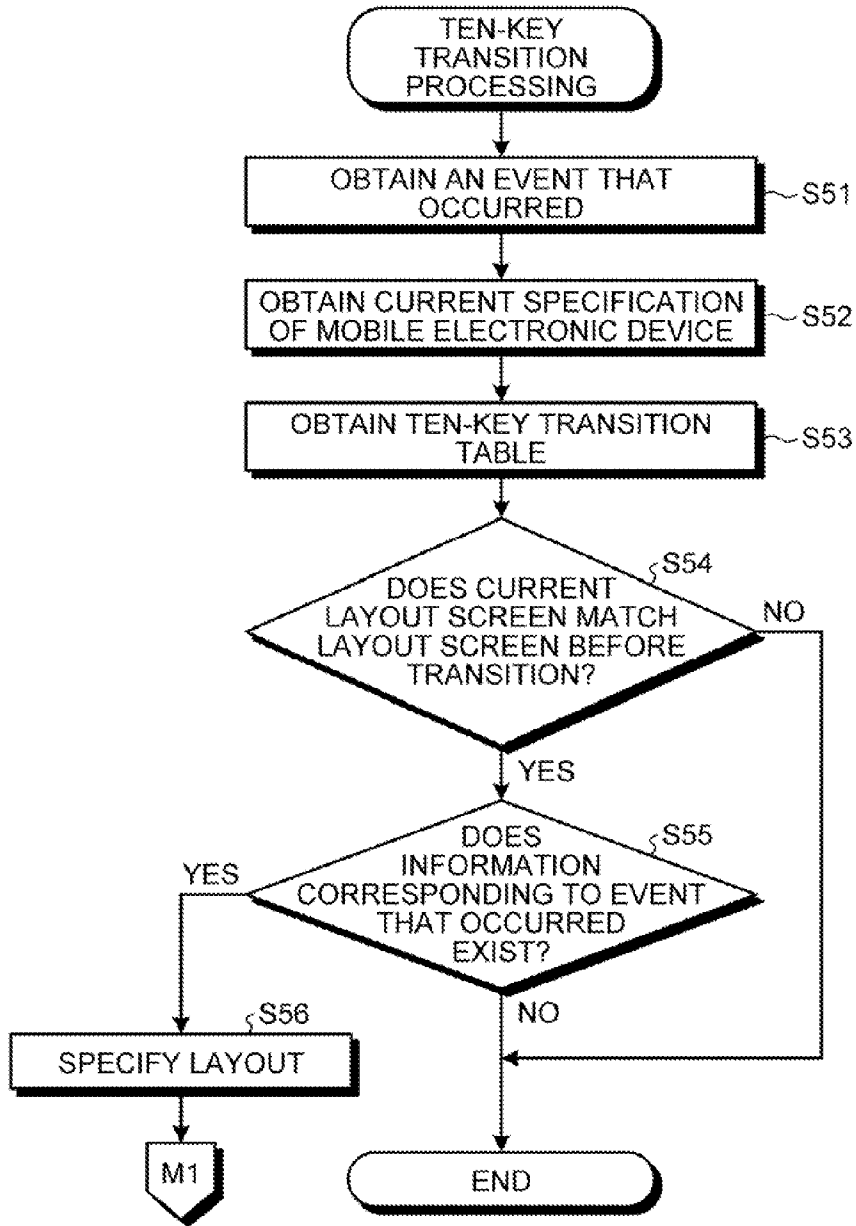 TEN-KEY
TRANSITION
PROCESSING
OBTAIN AN EVENT THAT
OCCURRED
S51
OBTAIN CURRENT SPECIFICATION
OF MOBILE ELECTRONIC DEVICE
S52
OBTAIN TEN-KEY TRANSITION
TABLE
S53
S54
DOES CURRENT
LAYOUT SCREEN MATCH
LAYOUT SCREEN BEFORE
TRANSITION?
NO
YES
S55
DOES
INFORMATION
CORRESPONDING TO EVENT
THAT OCCURRED
EXIST?
YES
NO
S56
SPECIFY LAYOUT
M1
END